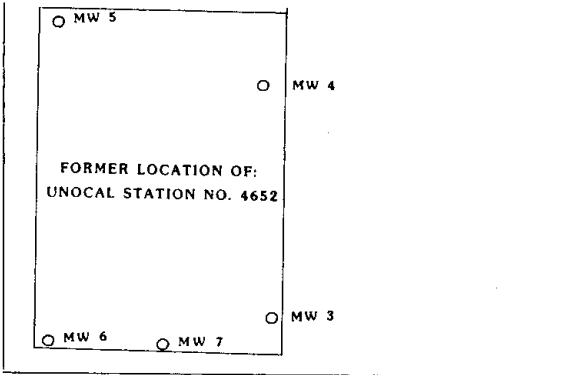 MW 5
MW 4
FORMER LOCATION OF:
UNOCAL STATION NO. 4652
MW 3
MW 6
MW 7